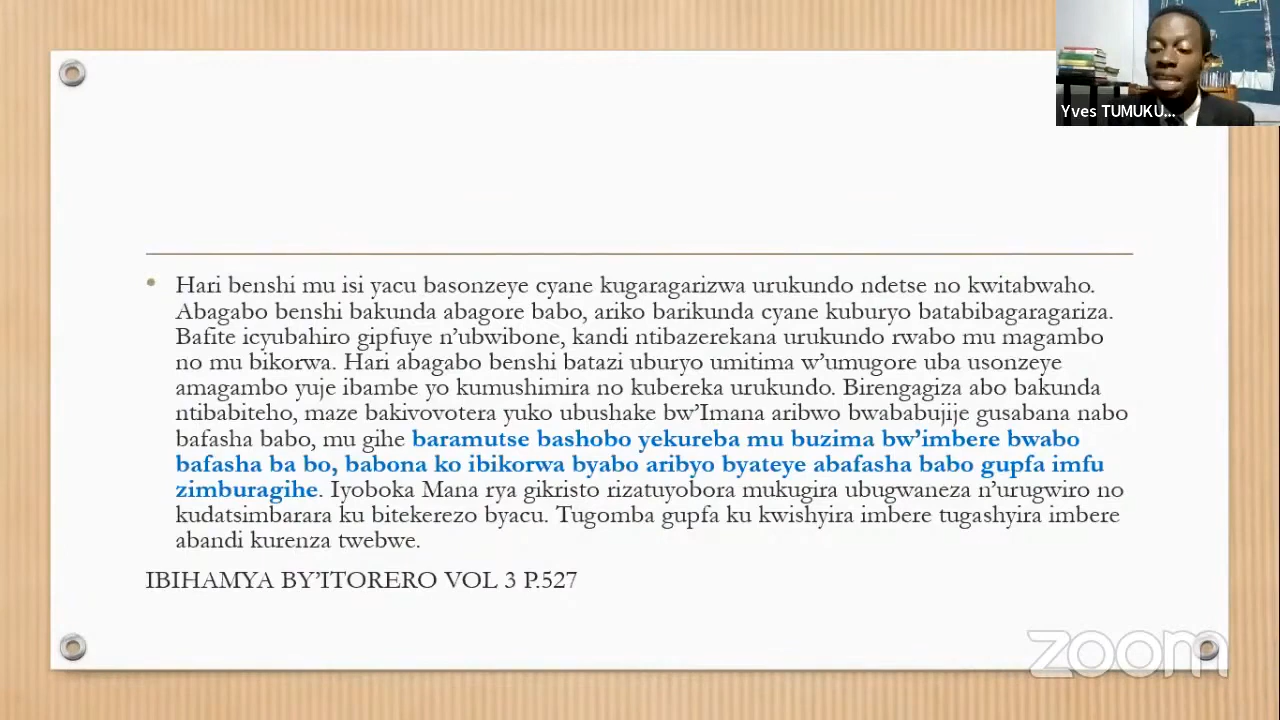 Yves TUMUKU...
• Hari benshi mu isi yacu basonzeye cyane kugaragarizwa urukundo ndetse no kwitabwaho.
Abagabo benshi bakunda abagore babo, ariko barikunda cyane kuburyo batabibagaragariza.
Bafite icyubahiro gipfuye n’ubwibone, kandi ntibazerekana urukundo rwabo mu magambo
no mu bikorwa. Hari abagabo benshi batazi uburyo umitima w’umugore uba usonzeye
amagambo yuje ibambe yo kumushimira no kubereka urukundo. Birengagiza abo bakunda
ntibabiteho, maze bakivovotera yuko ubushake bw’Imana aribwo bwababujije gusabana nabo
bafasha babo, mu gihe baramutse bashobo yekureba mu buzima bw’imbere bwabo
bafasha ba bo, babona ko ibikorwa byabo aribyo byateye abafasha babo gupfa imfu
zimburagihe. Iyoboka Mana rya gikristo rizatuyobora mukugira ubugwaneza n’urugwiro no
kudatsimbarara ku bitekerezo byacu. Tugomba gupfa ku kwishyira imbere tugashyira imbere
abandi kurenza twebwe.
IBIHAMYA BY’ITORERO VOL 3 P.527
zoom